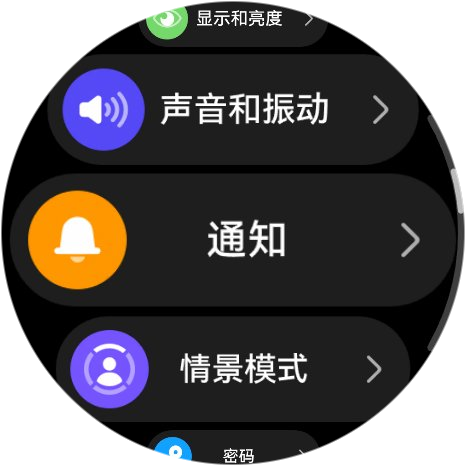 显示和亮度
声音和振动
通知
情景模式
密码